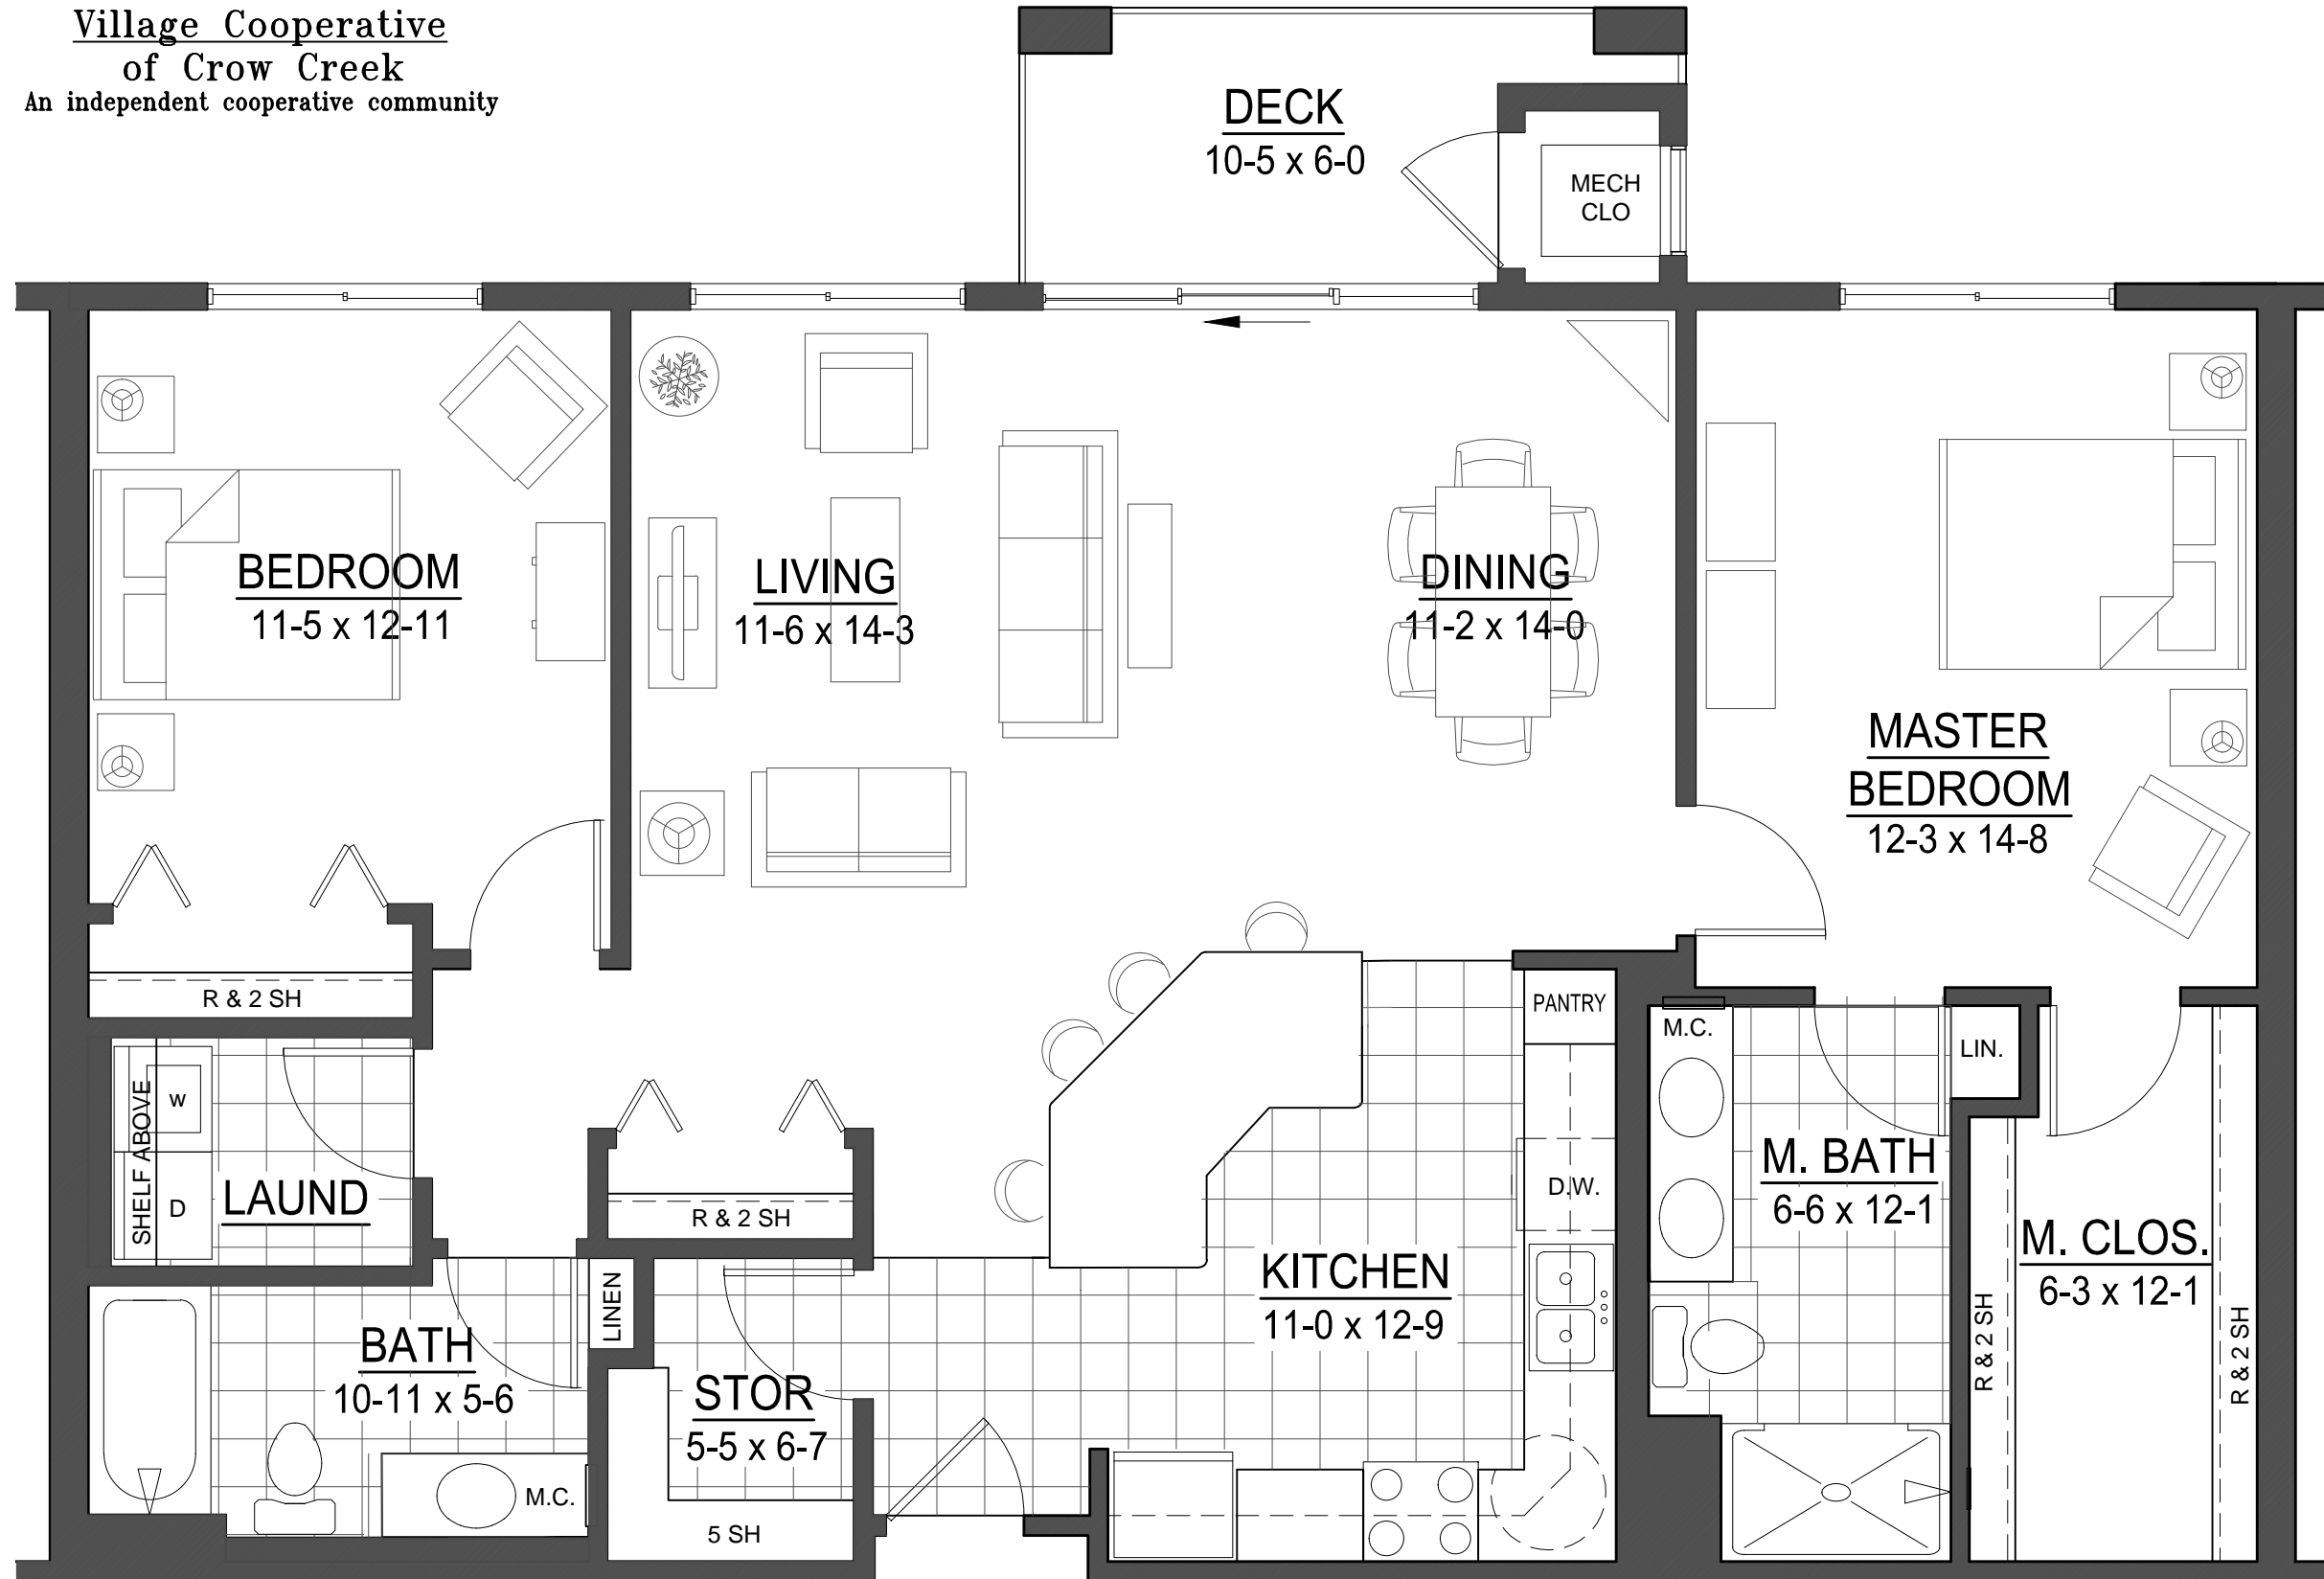 Village Cooperative
of Crow Creek
An independent cooperative community
DECK
10-5 x 6-0
MECH
CLO
BEDROOM
11-5 x 12-11
LIVING
11-6 x 14-3
DINING
11-2 x 14-0
MASTER
BEDROOM
12-3 x 14-8
R & 2 SH
PANTRY
M.C.
LIN.
SHELF ABOVE
W
D
LAUND
R & 2 SH
D.W.
M. BATH
6-6 x 12-1
M. CLOS.
6-3 x 12-1
R & 2 SH
R & 2 SH
KITCHEN
11-0 x 12-9
LINEN
BATH
10-11 x 5-6
M.C.
STOR
5-5 x 6-7
5 SH